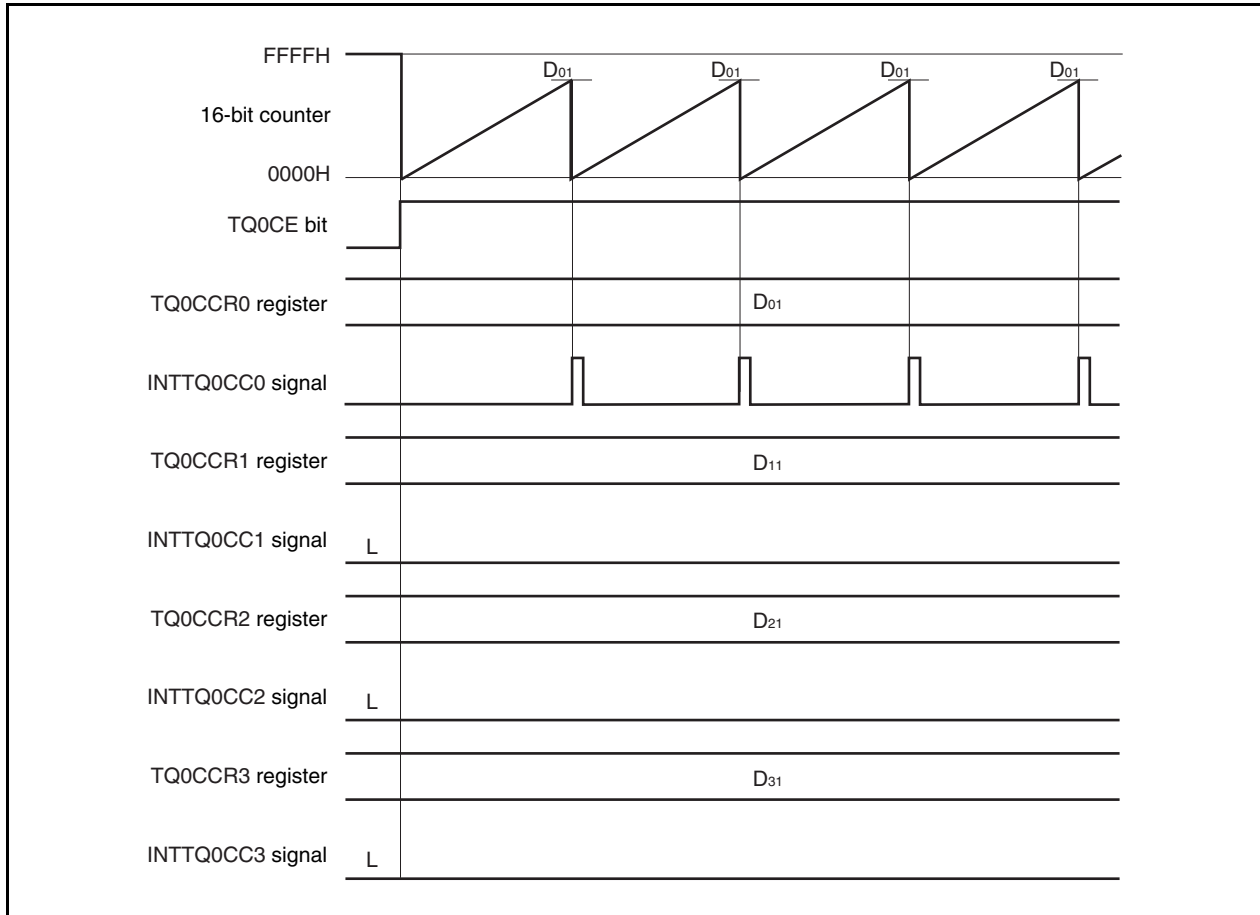 FFFFH
D01 D01 D01 D01
16-bit counter
0000H
TQ0CE bit
TQ0CCR0 register D01
INTTQ0CC0 signal
TQ0CCR1 register D11
INTTQ0CC1 signal L
TQ0CCR2 register D21
INTTQ0CC2 signal L
TQ0CCR3 register D31
INTTQ0CC3 signal L